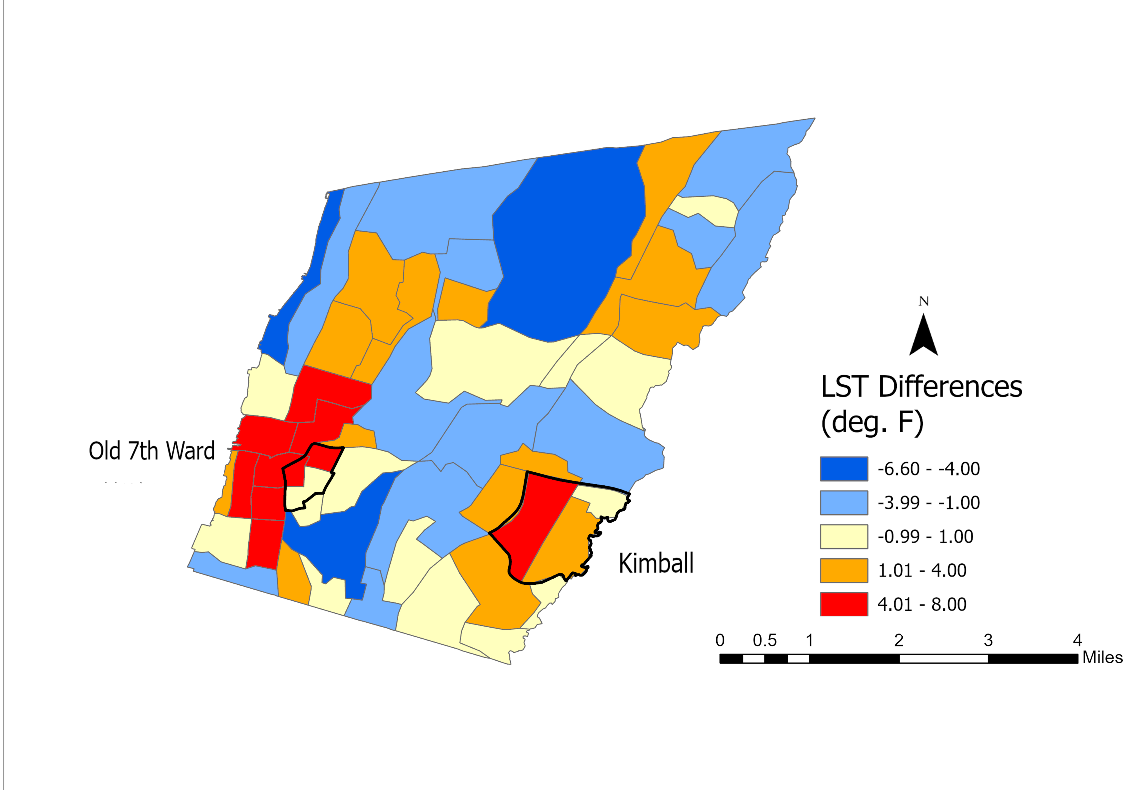 N
LST Differences
(deg. F)
Old 7th Ward
-6.60 - -4.00
-3.99 - -1.00
-0.99 - 1.00
Kimball
1.01 - 4.00
4.01 - 8.00
0 0.5 1 2 3 4
Miles